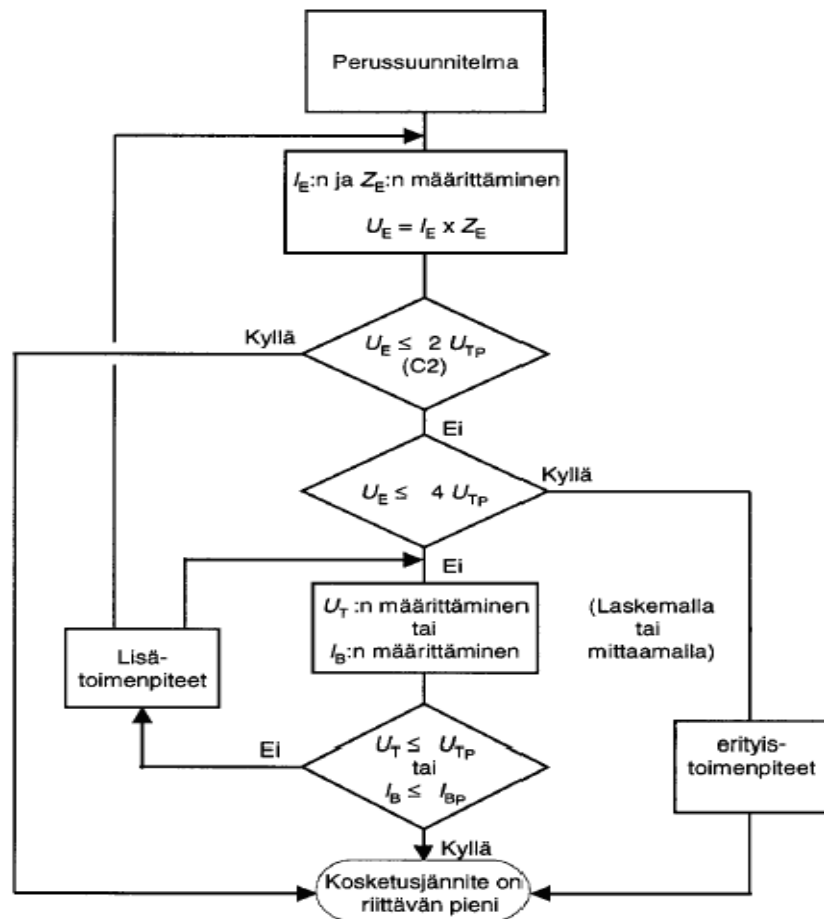 Perussuunnitelma
I_E:n ja Z_E:n määrittäminen
U_E = I_E x Z_E
Kyllä
U_E ≤ 2 U_TP
(C2)
Ei
U_E ≤ 4 U_TP
Kyllä
Ei
U_T :n määrittäminen
tai
I_B:n määrittäminen
(Laskemalla
tai
mittaamalla)
Lisä-
toimenpiteet
Ei
U_T ≤ U_TP
tai
I_B ≤ I_BP
erityis-
toimenpiteet
Kyllä
Kosketusjännite on
riittävän pieni